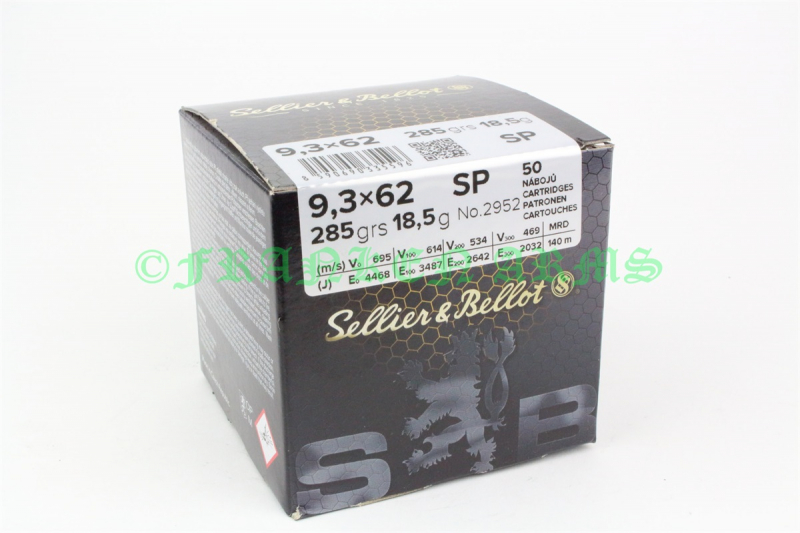 Sellier & Bellot
9,3×62 285 grs 18,5g
SP
9,3×62 SP 50
NÁBOJŮ
CARTRIDGES
PATRONEN
CARTOUCHES
285 grs 18,5 g No.2952
(m/s) V₀ 695 V₁₀₀ 614 V₂₀₀ 534 V₃₀₀ 469 MRD
(J) E₀ 4468 E₁₀₀ 3487 E₂₀₀ 2642 E₃₀₀ 2032 140 m
©FRANKEN ARMS
Sellier & Bellot
S B